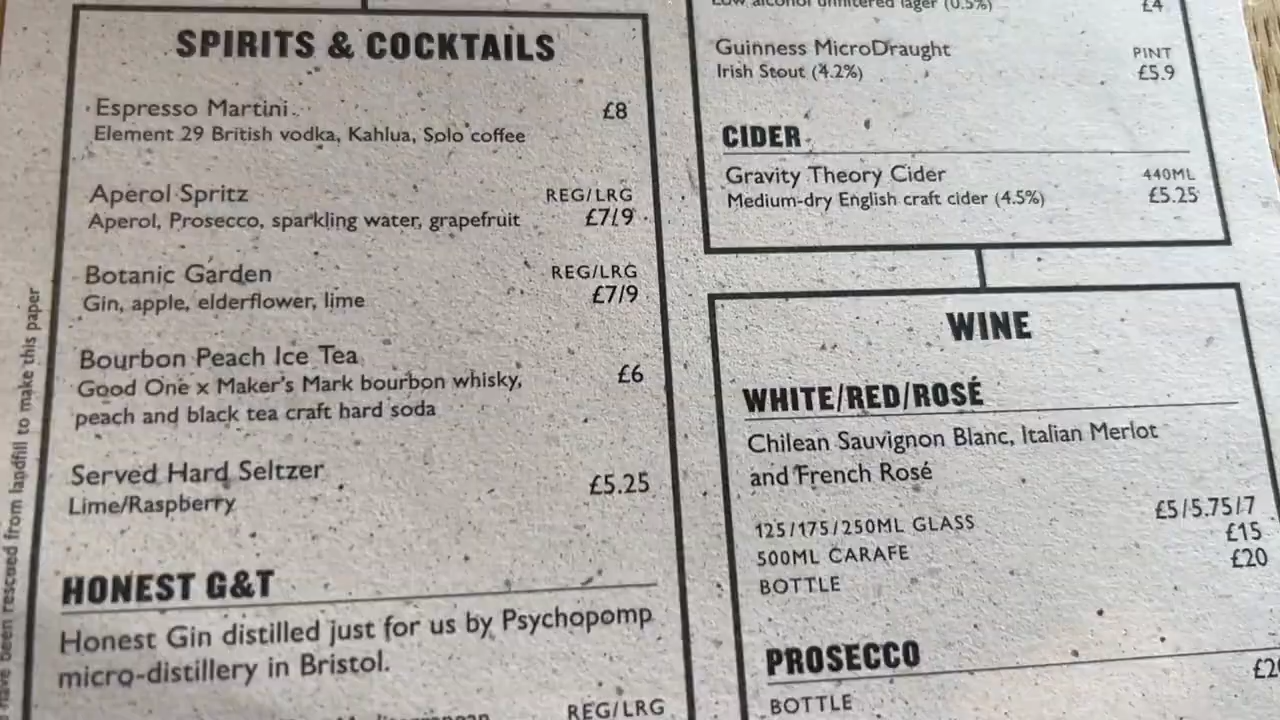 SPIRITS & COCKTAILS
Espresso Martini £8
Element 29 British vodka, Kahlua, Solo coffee
Aperol Spritz REG/LRG
Aperol, Prosecco, sparkling water, grapefruit £7/9
Botanic Garden REG/LRG
Gin, apple, elderflower, lime £7/9
Bourbon Peach Ice Tea
Good One x Maker's Mark bourbon whisky, £6
peach and black tea craft hard soda
Served Hard Seltzer £5.25
Lime/Raspberry
HONEST G&T
Honest Gin distilled just for us by Psychopomp
micro-distillery in Bristol.
REG/LRG
have been rescued from landfill to make this paper
Low alcohol unfiltered lager (0.5%) £4
Guinness MicroDraught PINT
Irish Stout (4.2%) £5.9
CIDER
Gravity Theory Cider 440ML
Medium-dry English craft cider (4.5%) £5.25
WINE
WHITE/RED/ROSÉ
Chilean Sauvignon Blanc, Italian Merlot
and French Rosé
125/175/250ML GLASS £5/5.75/7
500ML CARAFE £15
BOTTLE £20
PROSECCO
BOTTLE